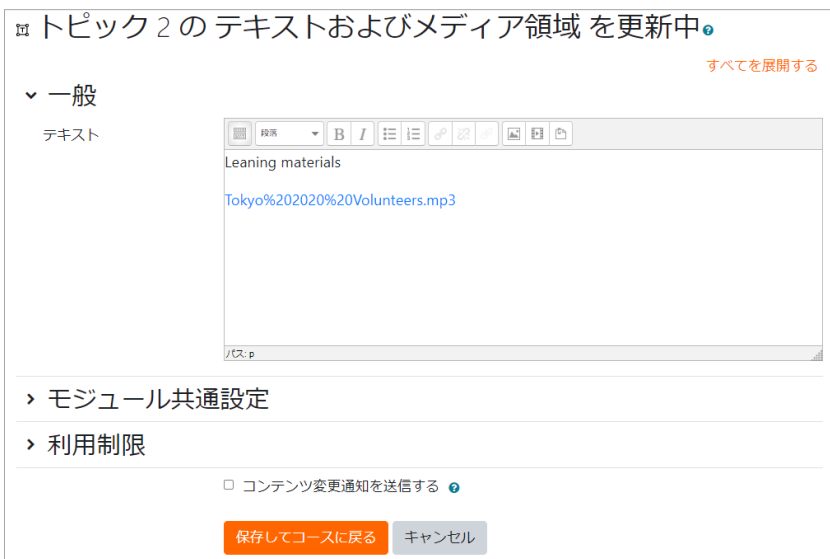 トピック 2 の テキストおよびメディア領域 を更新中
すべてを展開する
一般
テキスト
段落
B I
Leaning materials
Tokyo%202020%20Volunteers.mp3
パス: p
モジュール共通設定
利用制限
コンテンツ変更通知を送信する
保存してコースに戻る キャンセル